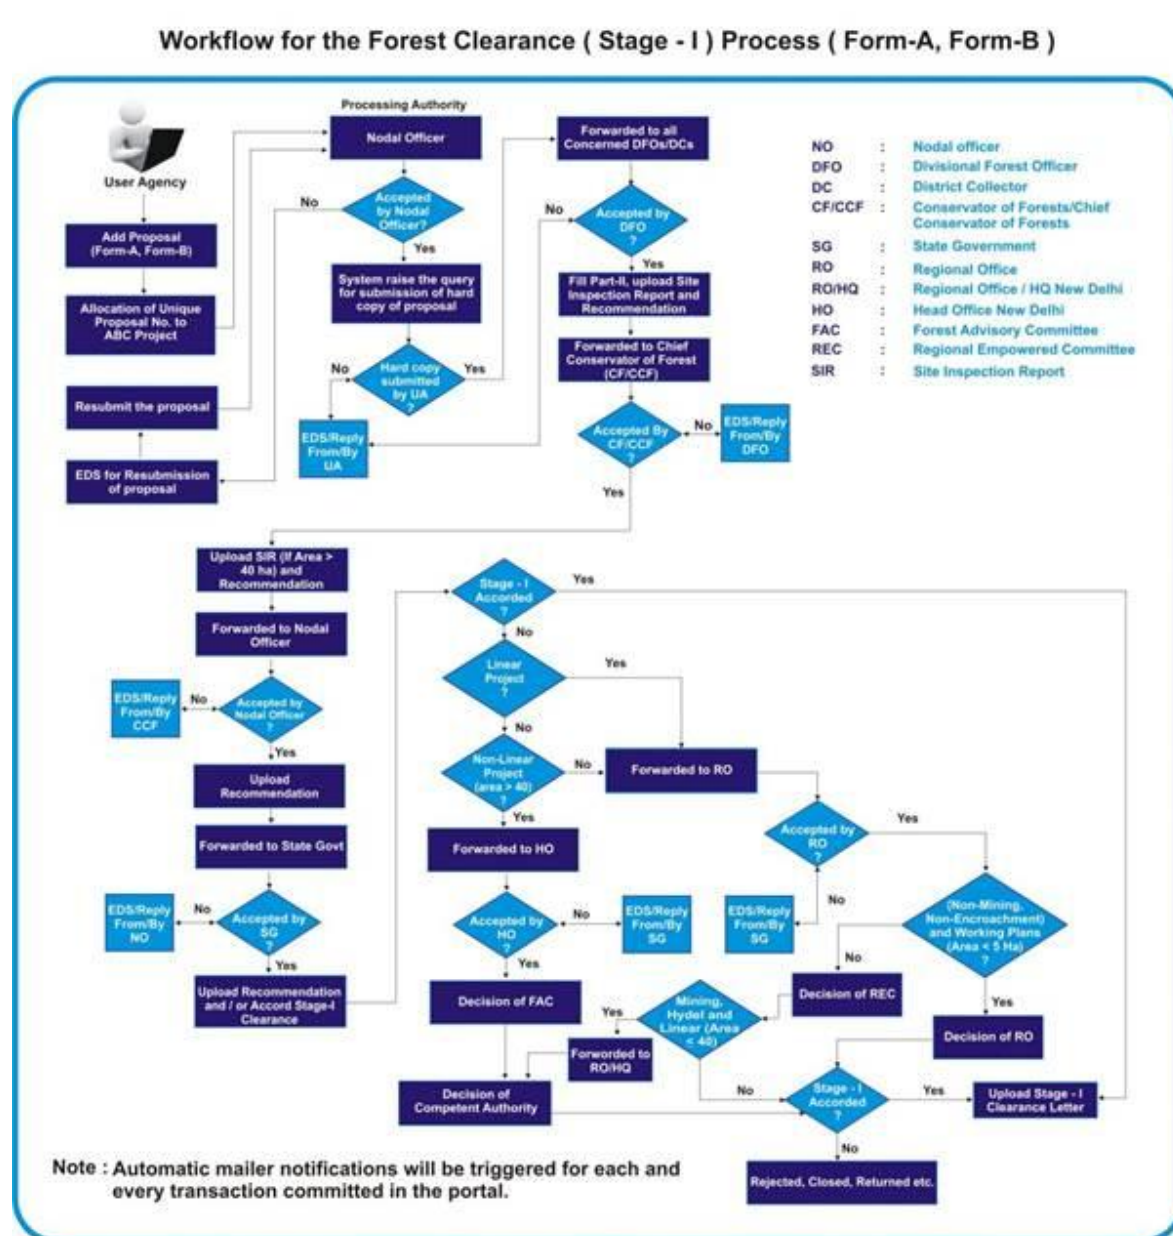 Workflow for the Forest Clearance ( Stage - I ) Process ( Form-A, Form-B )
User Agency
Add Proposal
(Form-A, Form-B)
Allocation of Unique
Proposal No. to
ABC Project
Resubmit the proposal
EDS for Resubmission
of proposal
Processing Authority
Nodal Officer
Accepted
by Nodal
Officer?
No
Yes
System raise the query
for submission of hard
copy of proposal
Hard copy
submitted
by UA
?
No
Yes
EDS/Reply
From/By
UA
Forwarded to all
Concerned DFOs/DCs
Accepted by
DFO
?
No
Yes
Fill Part-II, upload Site
Inspection Report and
Recommendation
Forwarded to Chief
Conservator of Forest
(CF/CCF)
Accepted By
CF/CCF
?
No
EDS/Reply
From/By
DFO
Yes
NO : Nodal officer
DFO : Divisional Forest Officer
DC : District Collector
CF/CCF : Conservator of Forests/Chief
Conservator of Forests
SG : State Government
RO : Regional Office
RO/HQ : Regional Office / HQ New Delhi
HO : Head Office New Delhi
FAC : Forest Advisory Committee
REC : Regional Empowered Committee
SIR : Site Inspection Report
Upload SIR (If Area >
40 ha) and
Recommendation
Forwarded to Nodal
Officer
Accepted by
Nodal Officer
?
No
EDS/Reply
From/By
CCF
Yes
Upload
Recommendation
Forwarded to State Govt
Accepted by
SG
?
No
EDS/Reply
From/By
NO
Yes
Upload Recommendation
and / or Accord Stage-I
Clearance
Stage - I
Accorded
?
Yes
No
Linear
Project
?
Yes
No
Non-Linear
Project
(area > 40)
?
No
Yes
Forwarded to RO
Forwarded to HO
Accepted by
HO
?
No
EDS/Reply
From/By
SG
Yes
Decision of FAC
Accepted by
RO
?
Yes
No
EDS/Reply
From/By
SG
(Non-Mining,
Non-Encroachment)
and Working Plans
(Area < 5 Ha)
?
No
Yes
Decision of REC
Decision of RO
Mining,
Hydel and
Linear (Area
< 40)
Yes
No
Forworded to
RO/HQ
Decision of
Competent Authority
Stage - I
Accorded
?
Yes
Upload Stage - I
Clearance Letter
No
Rejected, Closed, Returned etc.
Note : Automatic mailer notifications will be triggered for each and
every transaction committed in the portal.